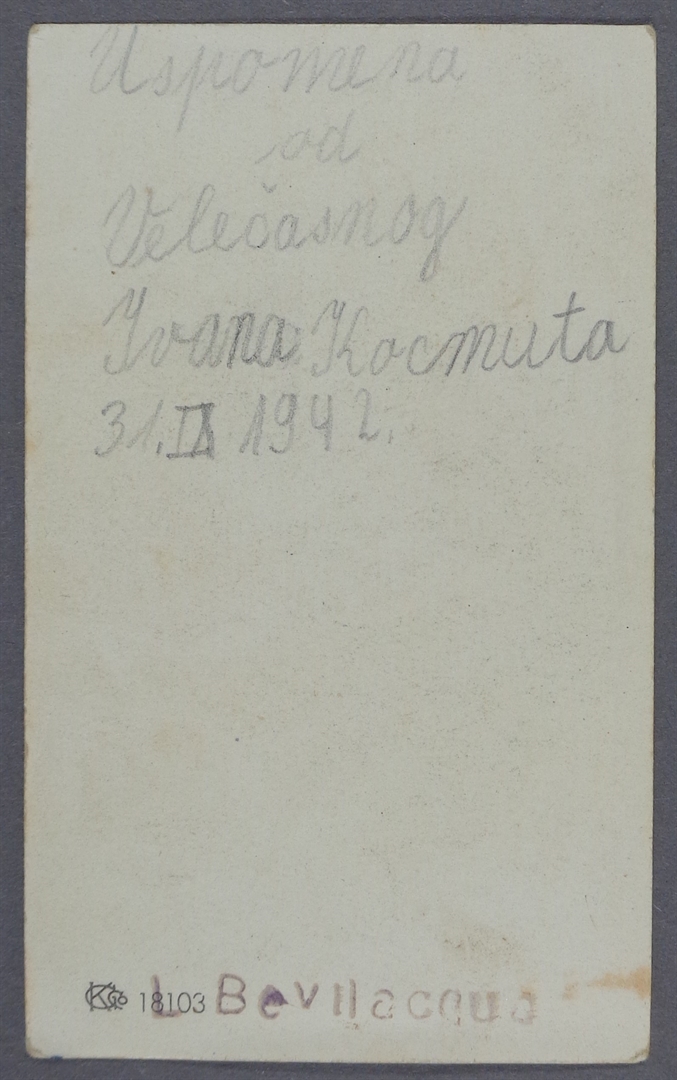 Uspomena
od
Velečasnog
Ivana Kocmuta
31. IX 1942.
18103 L Bevilacqua